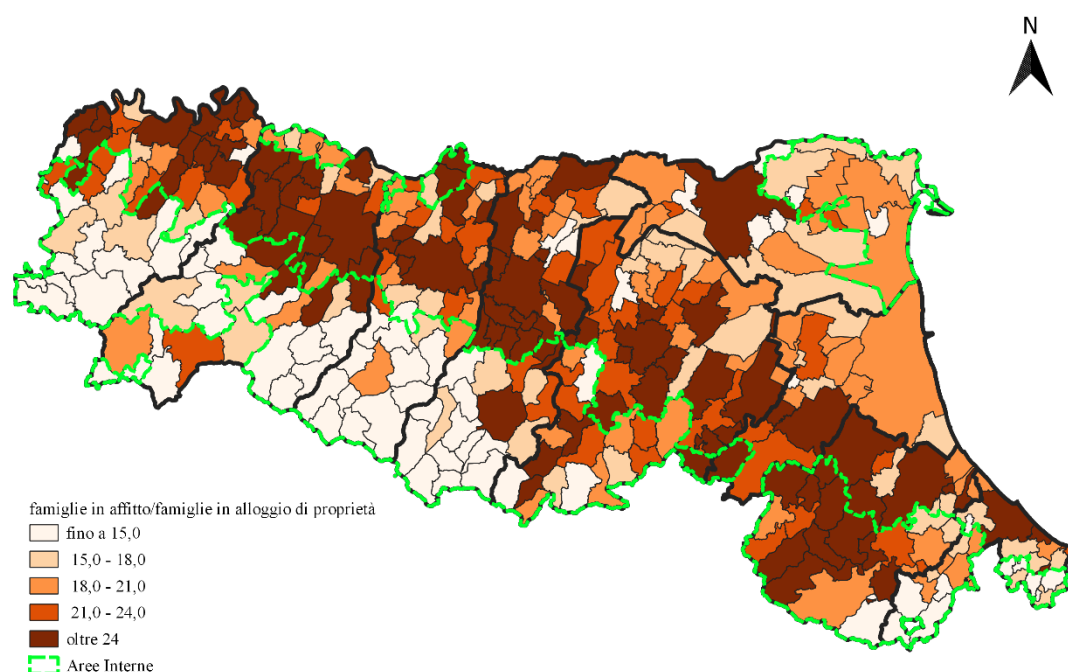 N
famiglie in affitto/famiglie in alloggio di proprietà
fino a 15,0
15,0 - 18,0
18,0 - 21,0
21,0 - 24,0
oltre 24
Aree Interne